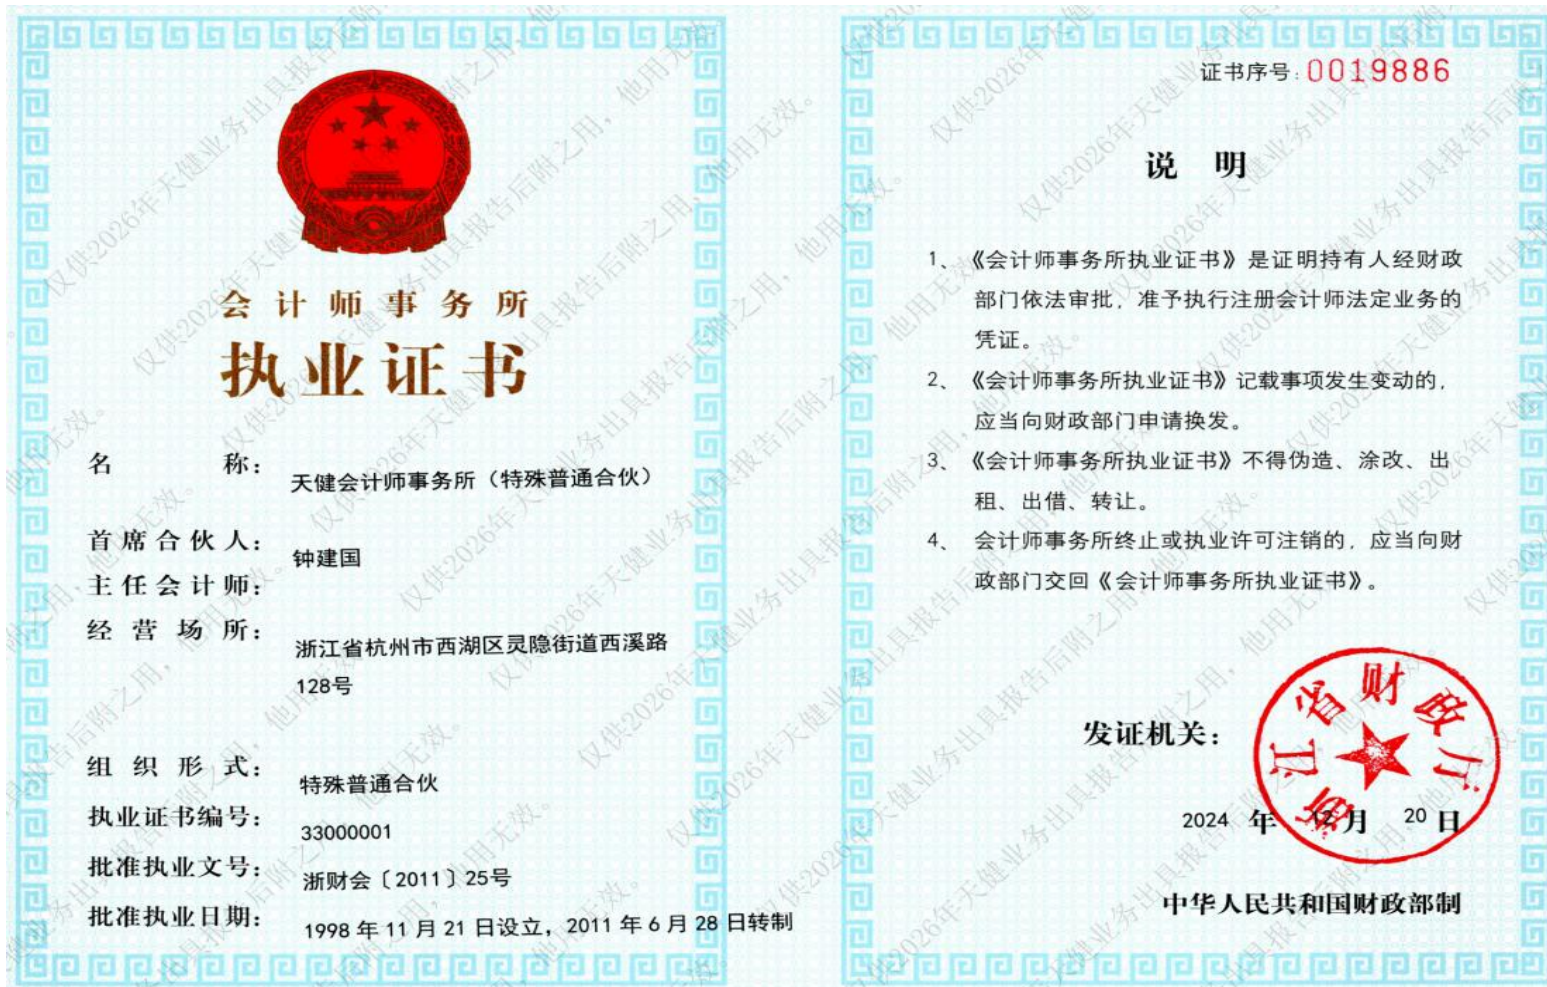 会计师事务所
执业证书
名 称： 天健会计师事务所（特殊普通合伙）
首席合伙人： 钟建国
主任会计师：
经营场所： 浙江省杭州市西湖区灵隐街道西溪路
128号
组织形式： 特殊普通合伙
执业证书编号： 33000001
批准执业文号： 浙财会〔2011〕25号
批准执业日期： 1998年11月21日设立，2011年6月28日转制
证书序号：0019886
说 明
1、《会计师事务所执业证书》是证明持有人经财政
部门依法审批，准予执行注册会计师法定业务的
凭证。
2、《会计师事务所执业证书》记载事项发生变动的，
应当向财政部门申请换发。
3、《会计师事务所执业证书》不得伪造、涂改、出
租、出借、转让。
4、会计师事务所终止或执业许可注销的，应当向财
政部门交回《会计师事务所执业证书》。
发证机关：
浙江省财政厅
2024年12月20日
中华人民共和国财政部制
仅供2026年天健业务出具报告后附之用，他用无效。